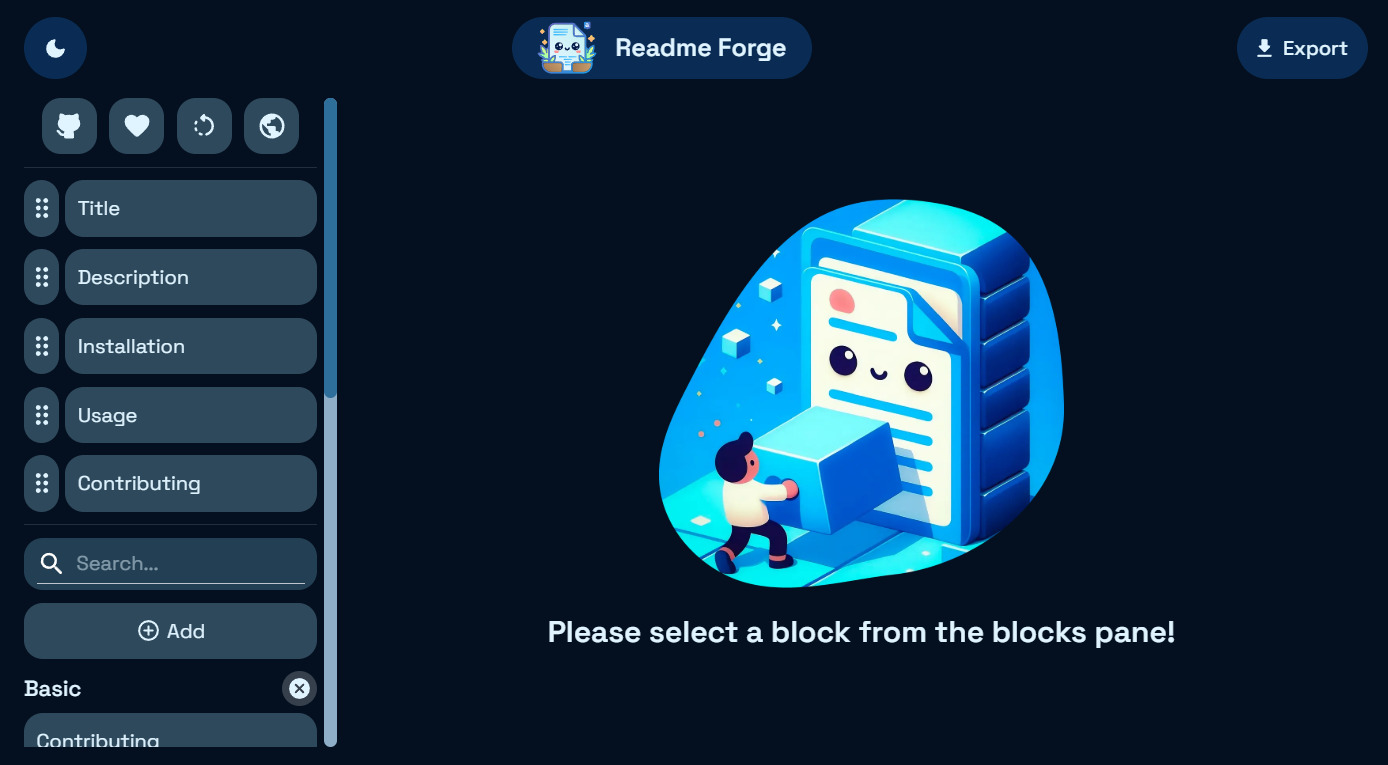 Readme Forge
Export
Title
Description
Installation
Usage
Contributing
Search...
Add
Basic
Contributing
Please select a block from the blocks pane!